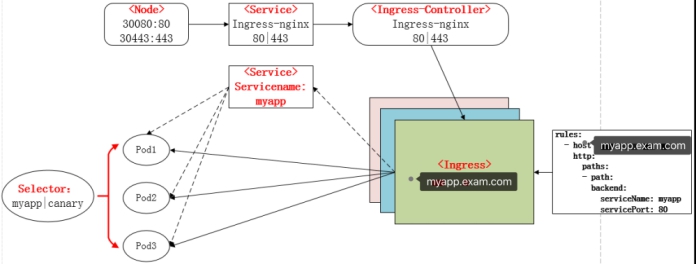 <Node>
30080:80
30443:443
<Service>
Ingress-nginx
80|443
<Ingress-Controller>
Ingress-nginx
80|443
<Service>
Servicename:
myapp
Pod1
Pod2
Pod3
Selector:
myapp|canary
<Ingress>
myapp.exam.com
rules:
- host myapp.exam.com
http:
paths:
- path:
backend:
serviceName: myapp
servicePort: 80